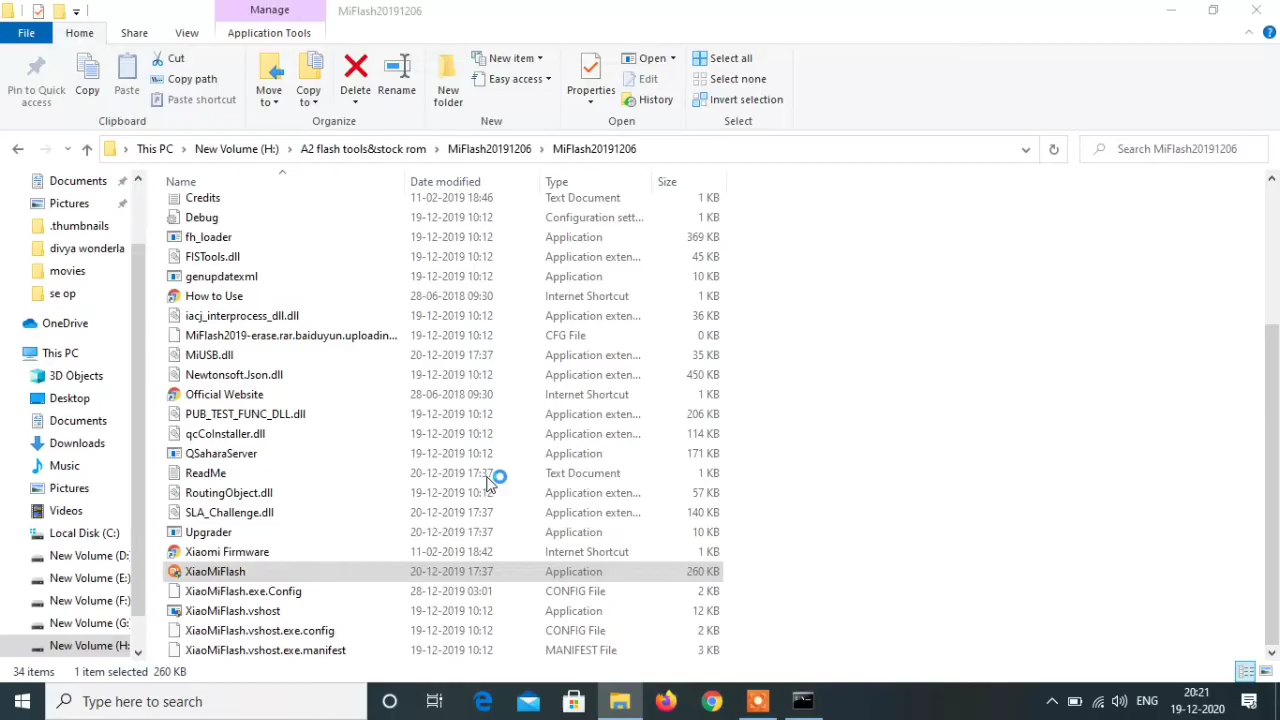 Manage
MiFlash20191206
File
Home
Share
View
Application Tools
Pin to Quick access
Copy
Paste
Cut
Copy path
Paste shortcut
Clipboard
Move to
Copy to
Delete
Rename
Organize
New folder
New item
Easy access
New
Properties
Open
Edit
History
Open
Select all
Select none
Invert selection
Select
This PC > New Volume (H:) > A2 flash tools&stock rom > MiFlash20191206 > MiFlash20191206
Search MiFlash20191206
Documents
Pictures
.thumbnails
divya wonderla
movies
se op
OneDrive
This PC
3D Objects
Desktop
Documents
Downloads
Music
Pictures
Videos
Local Disk (C:)
New Volume (D:
New Volume (E:)
New Volume (F:)
New Volume (G:
New Volume (H:
Name Date modified Type Size
Credits 11-02-2019 18:46 Text Document 1 KB
Debug 19-12-2019 10:12 Configuration sett... 1 KB
fh_loader 19-12-2019 10:12 Application 369 KB
FISTools.dll 19-12-2019 10:12 Application exten... 45 KB
genupdatexml 19-12-2019 10:12 Application 10 KB
How to Use 28-06-2018 09:30 Internet Shortcut 1 KB
iacj_interprocess_dll.dll 19-12-2019 10:12 Application exten... 36 KB
MiFlash2019-erase.rar.baiduyun.uploadin... 19-12-2019 10:12 CFG File 0 KB
MiUSB.dll 20-12-2019 17:37 Application exten... 35 KB
Newtonsoft.Json.dll 19-12-2019 10:12 Application exten... 450 KB
Official Website 28-06-2018 09:30 Internet Shortcut 1 KB
PUB_TEST_FUNC_DLL.dll 19-12-2019 10:12 Application exten... 206 KB
qcCoInstaller.dll 19-12-2019 10:12 Application exten... 114 KB
QSaharaServer 19-12-2019 10:12 Application 171 KB
ReadMe 20-12-2019 17:37 Text Document 1 KB
RoutingObject.dll 19-12-2019 10:12 Application exten... 57 KB
SLA_Challenge.dll 20-12-2019 17:37 Application exten... 140 KB
Upgrader 20-12-2019 17:37 Application 10 KB
Xiaomi Firmware 11-02-2019 18:42 Internet Shortcut 1 KB
XiaoMiFlash 20-12-2019 17:37 Application 260 KB
XiaoMiFlash.exe.Config 28-12-2019 03:01 CONFIG File 2 KB
XiaoMiFlash.vshost 19-12-2019 10:12 Application 12 KB
XiaoMiFlash.vshost.exe.config 19-12-2019 10:12 CONFIG File 2 KB
XiaoMiFlash.vshost.exe.manifest 19-12-2019 10:12 MANIFEST File 3 KB
34 items 1 item selected 260 KB
Type here to search
ENG
20:21
19-12-2020